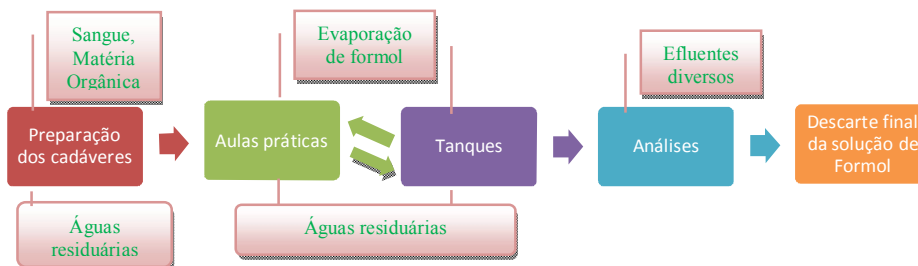 Sangue,
Matéria
Orgânica
Evaporação
de formol
Efluentes
diversos
Preparação
dos cadáveres
Aulas práticas
Tanques
Análises
Descarte final
da solução de
Formol
Águas
residuárias
Águas residuárias